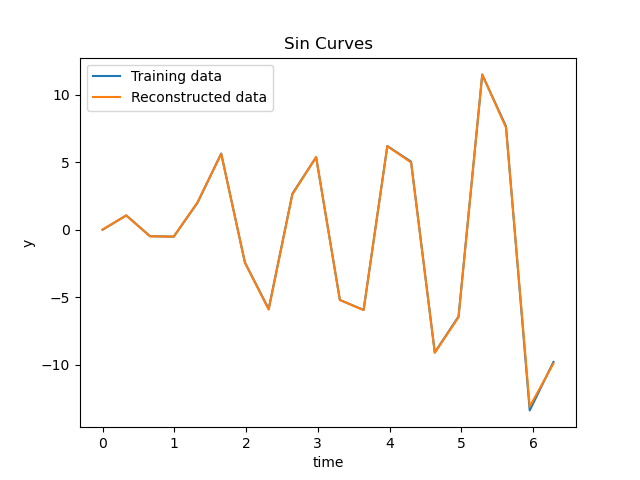 Sin Curves
Training data
Reconstructed data
10
5
0
−5
−10
y
0 1 2 3 4 5 6
time